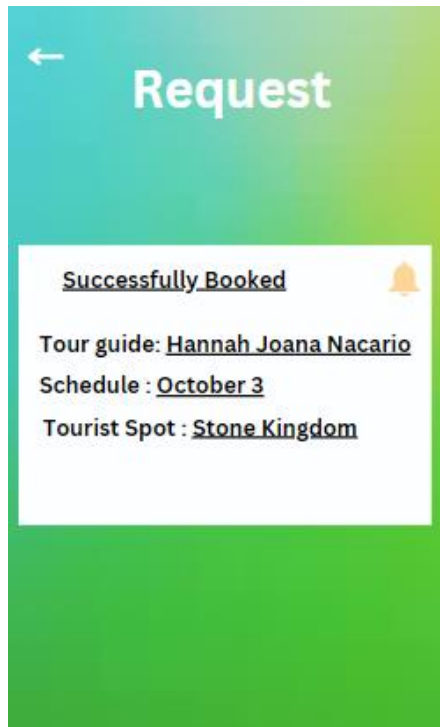 Request
Successfully Booked
Tour guide: Hannah Joana Nacario
Schedule : October 3
Tourist Spot : Stone Kingdom